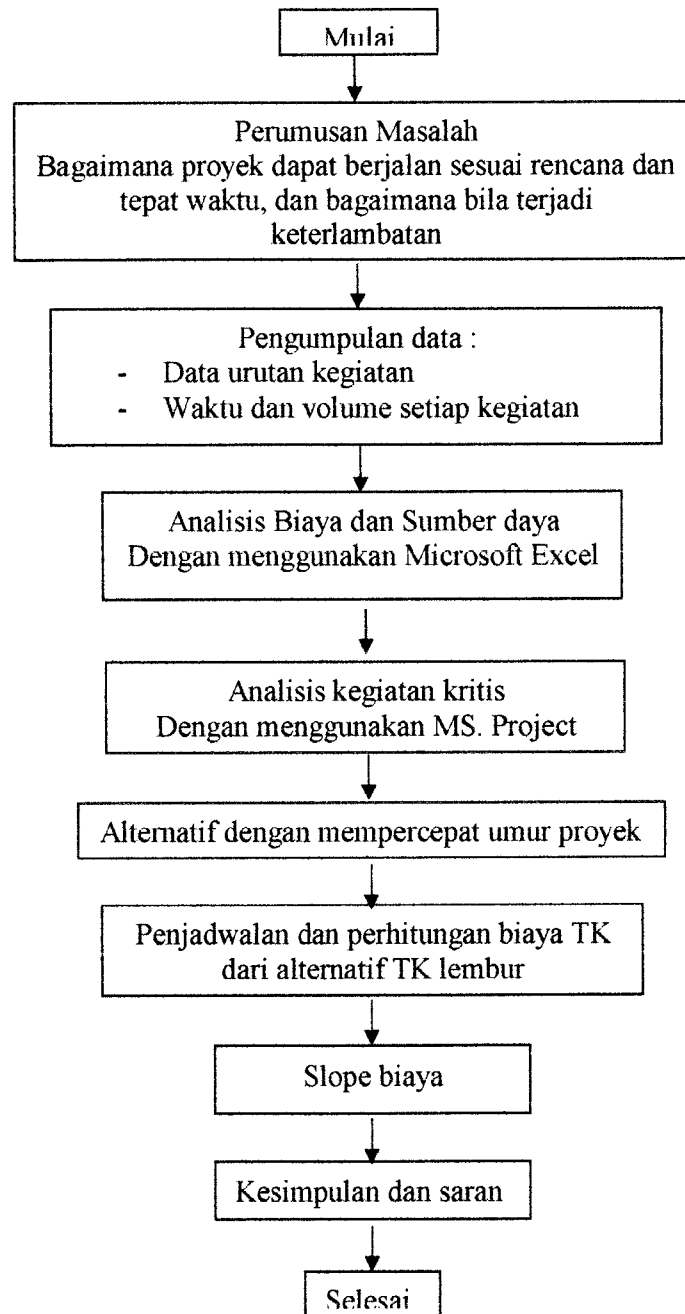 Mulai
Perumusan Masalah
Bagaimana proyek dapat berjalan sesuai rencana dan
tepat waktu, dan bagaimana bila terjadi
keterlambatan
Pengumpulan data :
- Data urutan kegiatan
- Waktu dan volume setiap kegiatan
Analisis Biaya dan Sumber daya
Dengan menggunakan Microsoft Excel
Analisis kegiatan kritis
Dengan menggunakan MS. Project
Alternatif dengan mempercepat umur proyek
Penjadwalan dan perhitungan biaya TK
dari alternatif TK lembur
Slope biaya
Kesimpulan dan saran
Selesai